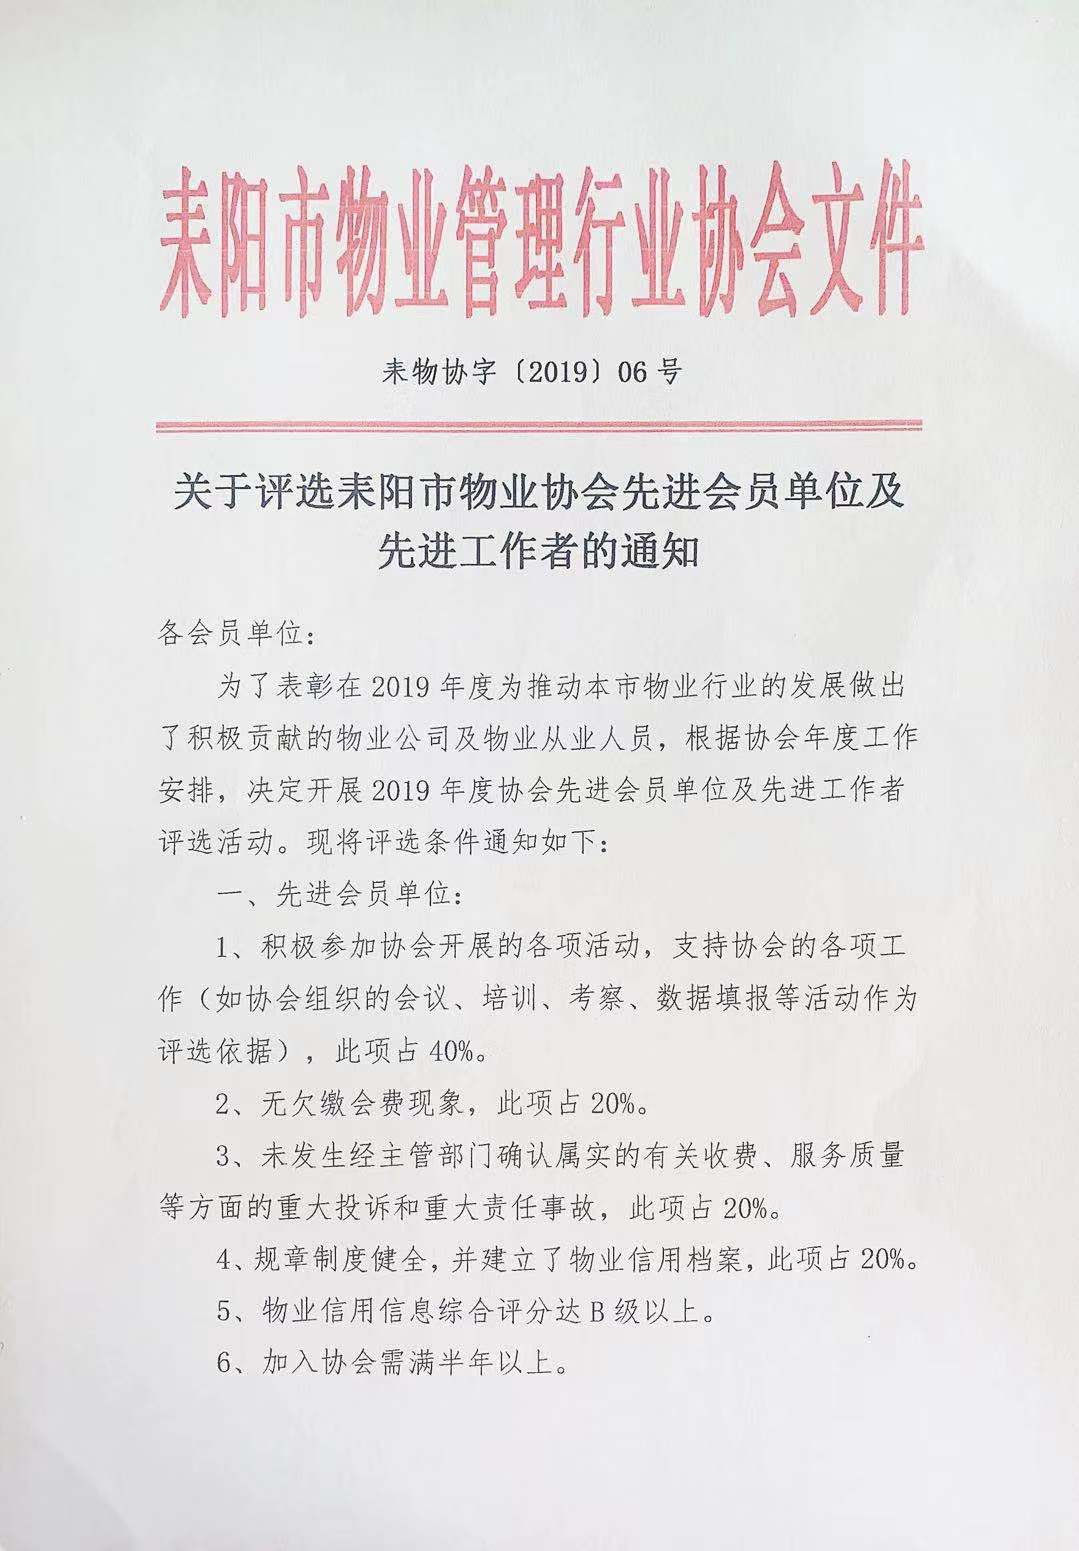 耒阳市物业管理行业协会文件
耒物协字〔2019〕06号
关于评选耒阳市物业协会先进会员单位及
先进工作者的通知
各会员单位：
为了表彰在2019年度为推动本市物业行业的发展做出
了积极贡献的物业公司及物业从业人员，根据协会年度工作
安排，决定开展2019年度协会先进会员单位及先进工作者
评选活动。现将评选条件通知如下：
一、先进会员单位：
1、积极参加协会开展的各项活动，支持协会的各项工
作（如协会组织的会议、培训、考察、数据填报等活动作为
评选依据），此项占40%。
2、无欠缴会费现象，此项占20%。
3、未发生经主管部门确认属实的有关收费、服务质量
等方面的重大投诉和重大责任事故，此项占20%。
4、规章制度健全，并建立了物业信用档案，此项占20%。
5、物业信用信息综合评分达B级以上。
6、加入协会需满半年以上。